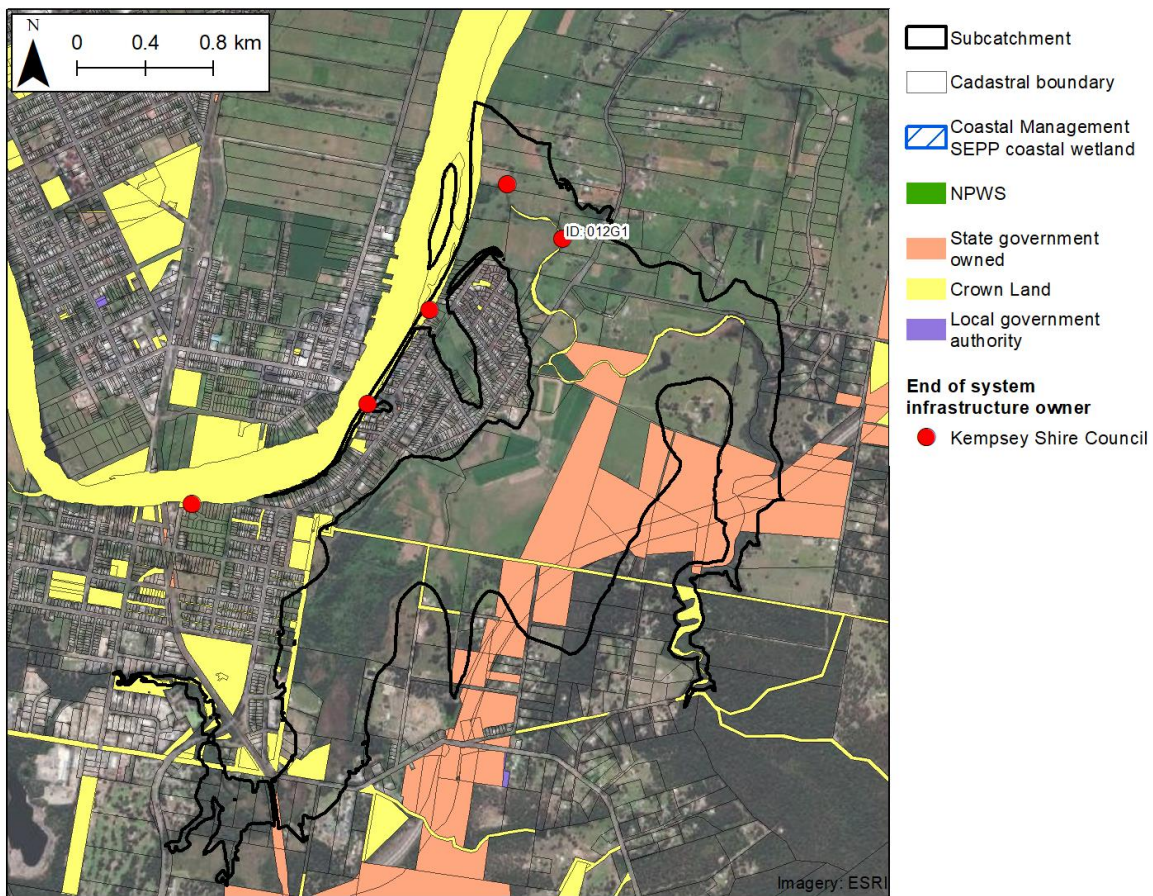 N
0 0.4 0.8 km
ID: 012G1
Imagery: ESRI
Subcatchment
Cadastral boundary
Coastal Management
SEPP coastal wetland
NPWS
State government
owned
Crown Land
Local government
authority
End of system
infrastructure owner
Kempsey Shire Council